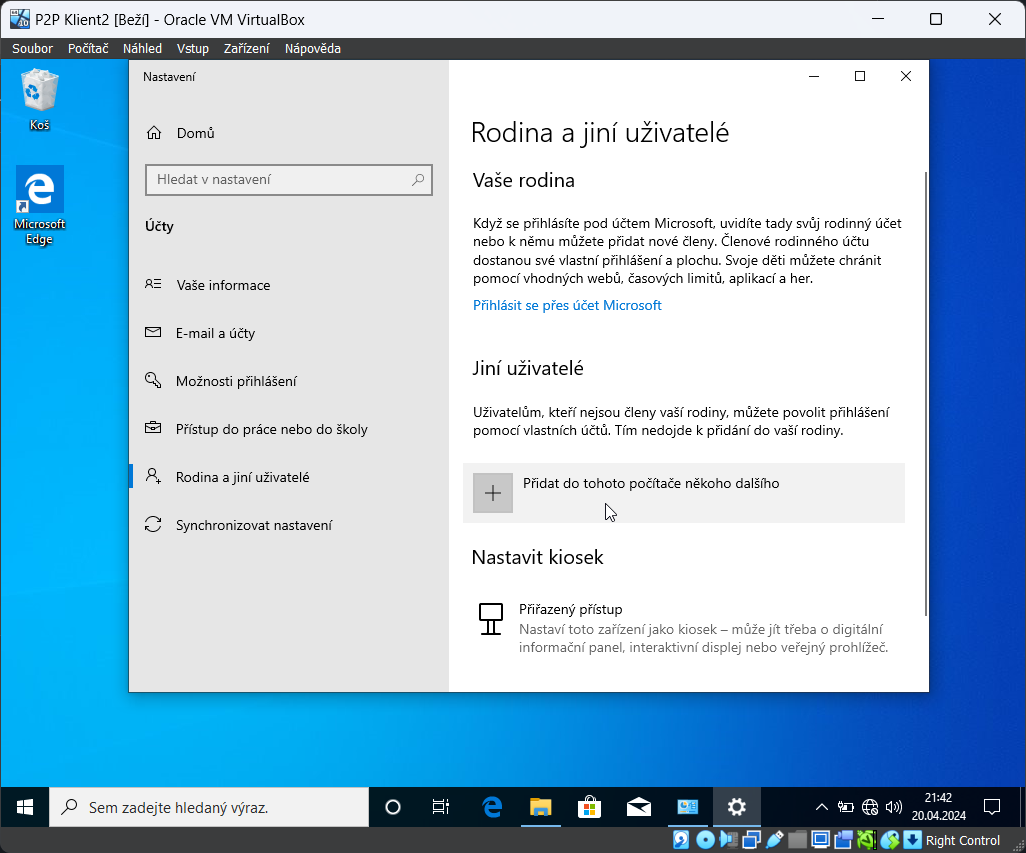 P2P Klient2 [Beží] - Oracle VM VirtualBox
Soubor Počítač Náhled Vstup Zařízení Nápověda
Koš
Microsoft
Edge
Nastavení
Domů
Hledat v nastavení
Účty
Vaše informace
E-mail a účty
Možnosti přihlášení
Přístup do práce nebo do školy
Rodina a jiní uživatelé
Synchronizovat nastavení
Rodina a jiní uživatelé
Vaše rodina
Když se přihlásíte pod účtem Microsoft, uvidíte tady svůj rodinný účet
nebo k němu můžete přidat nové členy. Členové rodinného účtu
dostanou své vlastní přihlášení a plochu. Svoje děti můžete chránit
pomocí vhodných webů, časových limitů, aplikací a her.
Přihlásit se přes účet Microsoft
Jiní uživatelé
Uživatelům, kteří nejsou členy vaší rodiny, můžete povolit přihlášení
pomocí vlastních účtů. Tím nedojde k přidání do vaší rodiny.
Přidat do tohoto počítače někoho dalšího
Nastavit kiosek
Přiřazený přístup
Nastaví toto zařízení jako kiosek – může jít třeba o digitální
informační panel, interaktivní displej nebo veřejný prohlížeč.
Sem zadejte hledaný výraz.
21:42
20.04.2024
Right Control